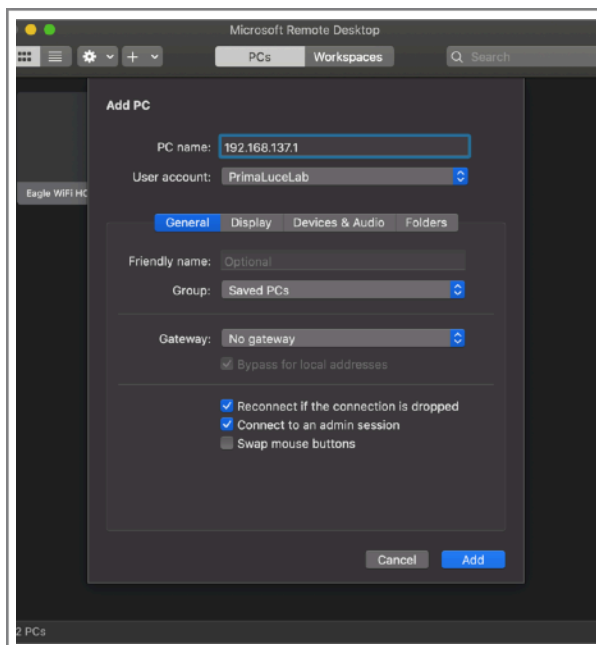 Microsoft Remote Desktop
PCs Workspaces Search
Add PC
PC name: 192.168.137.1
User account: PrimaLuceLab
Eagle WiFi HO
General Display Devices & Audio Folders
Friendly name: Optional
Group: Saved PCs
Gateway: No gateway
Bypass for local addresses
Reconnect if the connection is dropped
Connect to an admin session
Swap mouse buttons
Cancel Add
2 PCs